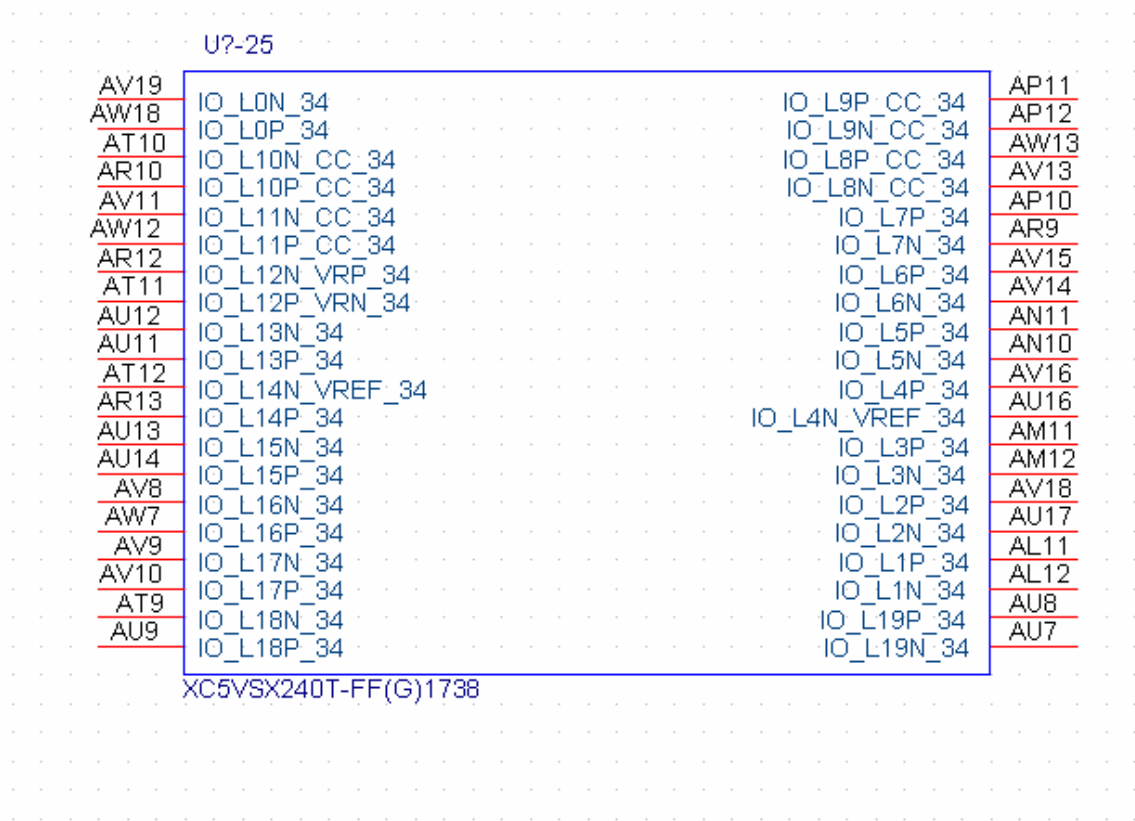 U?-25
AV19 IO_L0N_34 IO_L9P_CC_34 AP11
AW18 IO_L0P_34 IO_L9N_CC_34 AP12
AT10 IO_L10N_CC_34 IO_L8P_CC_34 AW13
AR10 IO_L10P_CC_34 IO_L8N_CC_34 AV13
AV11 IO_L11N_CC_34 IO_L7P_34 AP10
AW12 IO_L11P_CC_34 IO_L7N_34 AR9
AR12 IO_L12N_VRP_34 IO_L6P_34 AV15
AT11 IO_L12P_VRN_34 IO_L6N_34 AV14
AU12 IO_L13N_34 IO_L5P_34 AN11
AU11 IO_L13P_34 IO_L5N_34 AN10
AT12 IO_L14N_VREF_34 IO_L4P_34 AV16
AR13 IO_L14P_34 IO_L4N_VREF_34 AU16
AU13 IO_L15N_34 IO_L3P_34 AM11
AU14 IO_L15P_34 IO_L3N_34 AM12
AV8 IO_L16N_34 IO_L2P_34 AV18
AW7 IO_L16P_34 IO_L2N_34 AU17
AV9 IO_L17N_34 IO_L1P_34 AL11
AV10 IO_L17P_34 IO_L1N_34 AL12
AT9 IO_L18N_34 IO_L19P_34 AU8
AU9 IO_L18P_34 IO_L19N_34 AU7
XC5VSX240T-FF(G)1738